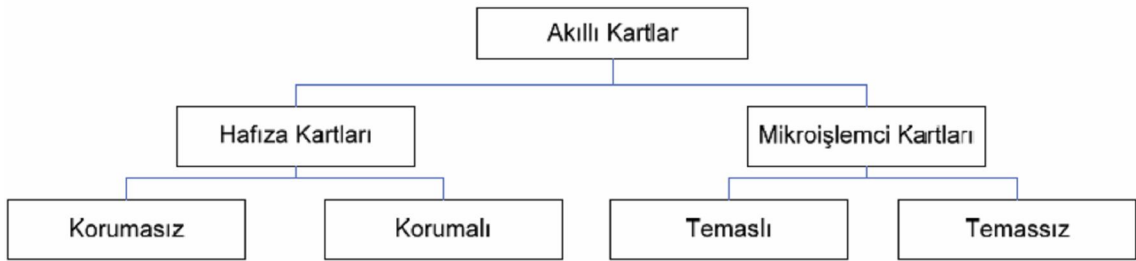 Akıllı Kartlar
Hafıza Kartları
Mikroişlemci Kartları
Korumasız
Korumalı
Temaslı
Temassız